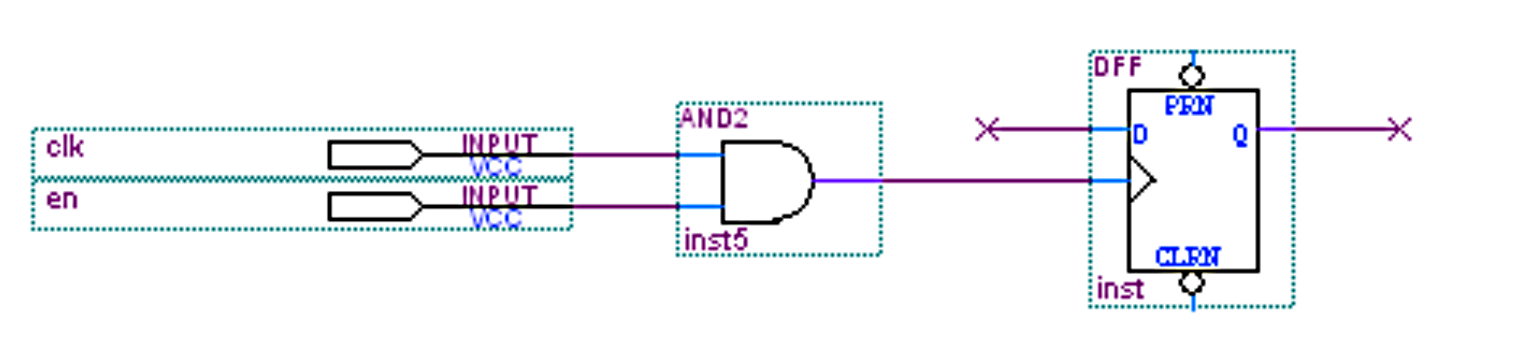 clk
INPUT
VCC
en
INPUT
VCC
AND2
inst5
DFF
PRN
D
Q
CLRN
inst